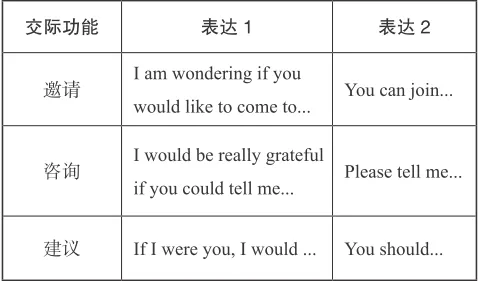 交际功能 表达 1 表达 2
邀请 I am wondering if you would like to come to... You can join...
咨询 I would be really grateful if you could tell me... Please tell me...
建议 If I were you, I would ... You should...